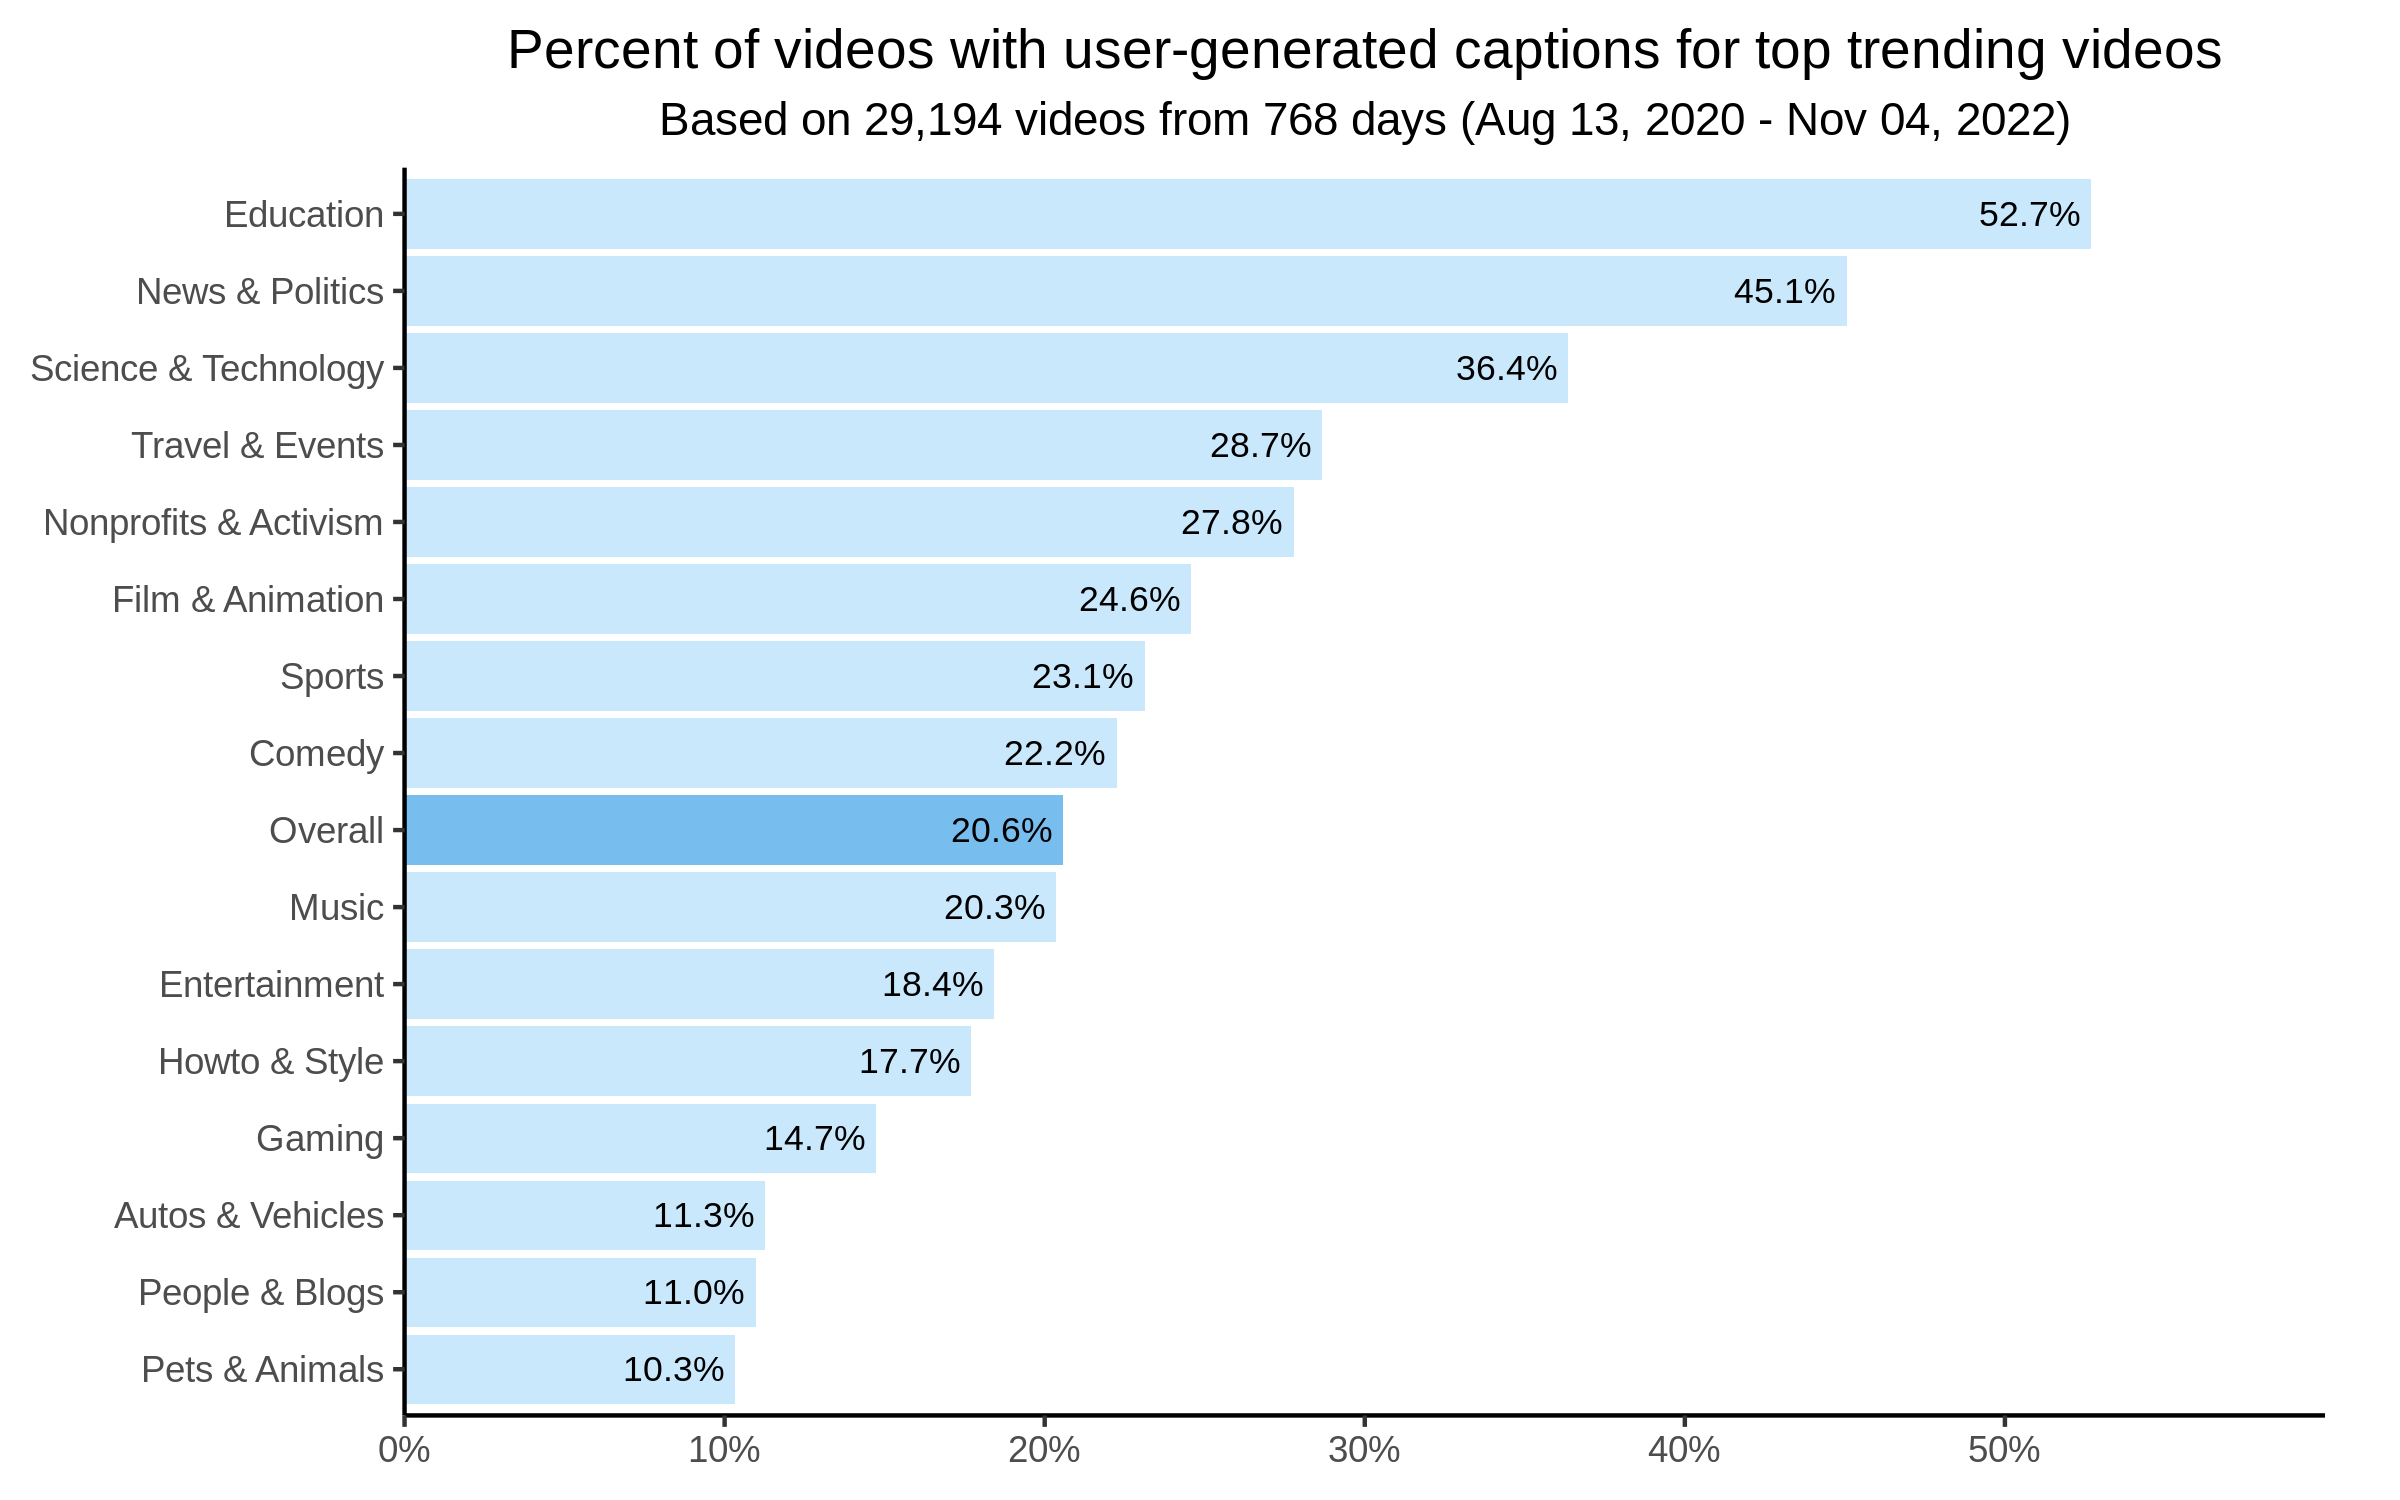 Percent of videos with user-generated captions for top trending videos
Based on 29,194 videos from 768 days (Aug 13, 2020 - Nov 04, 2022)
Education 52.7%
News & Politics 45.1%
Science & Technology 36.4%
Travel & Events 28.7%
Nonprofits & Activism 27.8%
Film & Animation 24.6%
Sports 23.1%
Comedy 22.2%
Overall 20.6%
Music 20.3%
Entertainment 18.4%
Howto & Style 17.7%
Gaming 14.7%
Autos & Vehicles 11.3%
People & Blogs 11.0%
Pets & Animals 10.3%
0% 10% 20% 30% 40% 50%